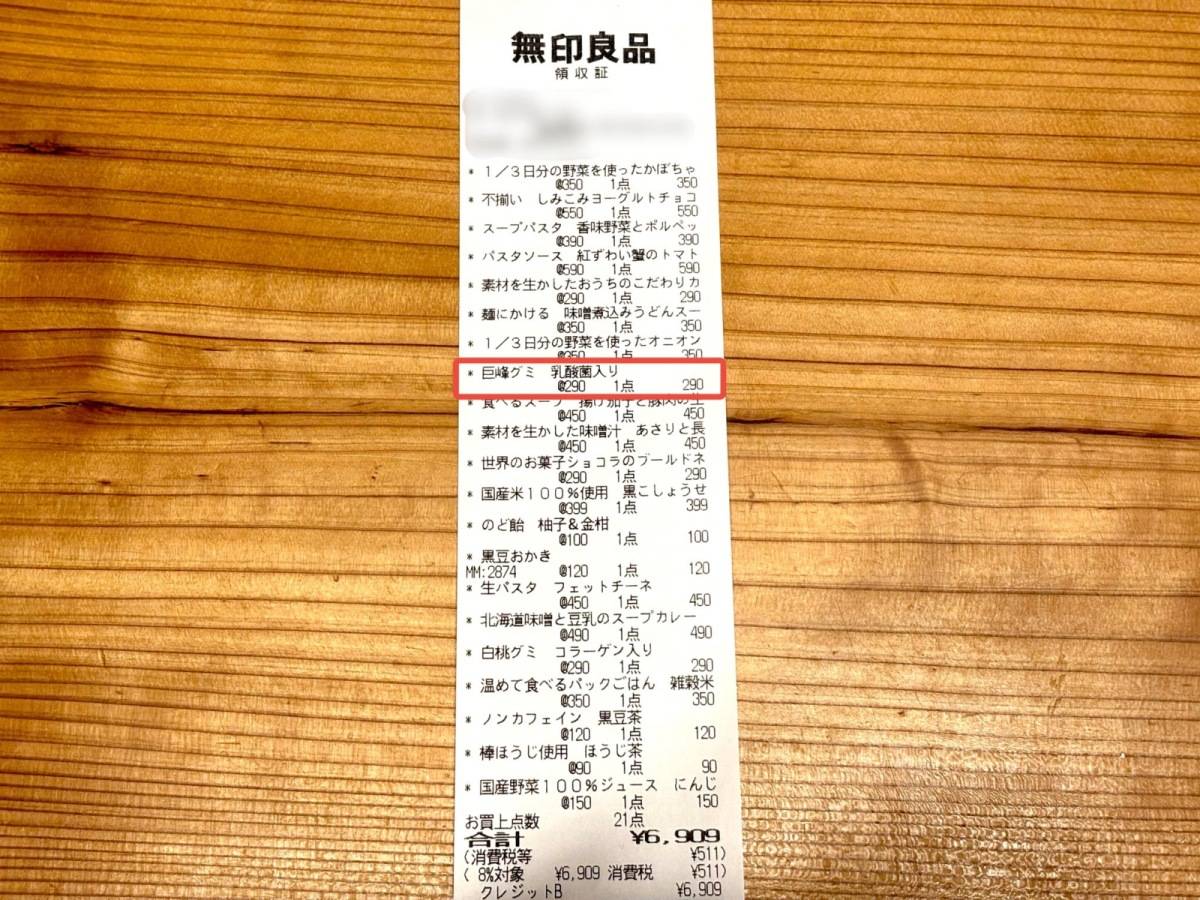 無印良品
領収証
* 1/3日分の野菜を使ったかぼちゃ
@350 1点 350
* 不揃い しみこみヨーグルトチョコ
@550 1点 550
* スープパスタ 香味野菜とポルペッ
@390 1点 390
* パスタソース 紅ずわい蟹のトマト
@590 1点 590
* 素材を生かしたおうちのこだわりカ
@290 1点 290
* 麺にかける 味噌煮込みうどんスー
@350 1点 350
* 1/3日分の野菜を使ったオニオン
@350 1点 350
* 巨峰グミ 乳酸菌入り
@290 1点 290
* 食べるスープ 揚げ茄子と豚肉の生
@450 1点 450
* 素材を生かした味噌汁 あさりと長
@450 1点 450
* 世界のお菓子ショコラのブールドネ
@290 1点 290
* 国産米100%使用 黒こしょうせ
@399 1点 399
* のど飴 柚子&金柑
@100 1点 100
* 黒豆おかき
MM:2874 @120 1点 120
* 生パスタ フェットチーネ
@450 1点 450
* 北海道味噌と豆乳のスープカレー
@490 1点 490
* 白桃グミ コラーゲン入り
@290 1点 290
* 温めて食べるパックごはん 雑穀米
@350 1点 350
* ノンカフェイン 黒豆茶
@120 1点 120
* 棒ほうじ使用 ほうじ茶
@90 1点 90
* 国産野菜100%ジュース にんじ
@150 1点 150
お買上点数 21点
合計 ¥6,909
(消費税等 ¥511)
( 8%対象 ¥6,909 消費税 ¥511)
クレジットB ¥6,909